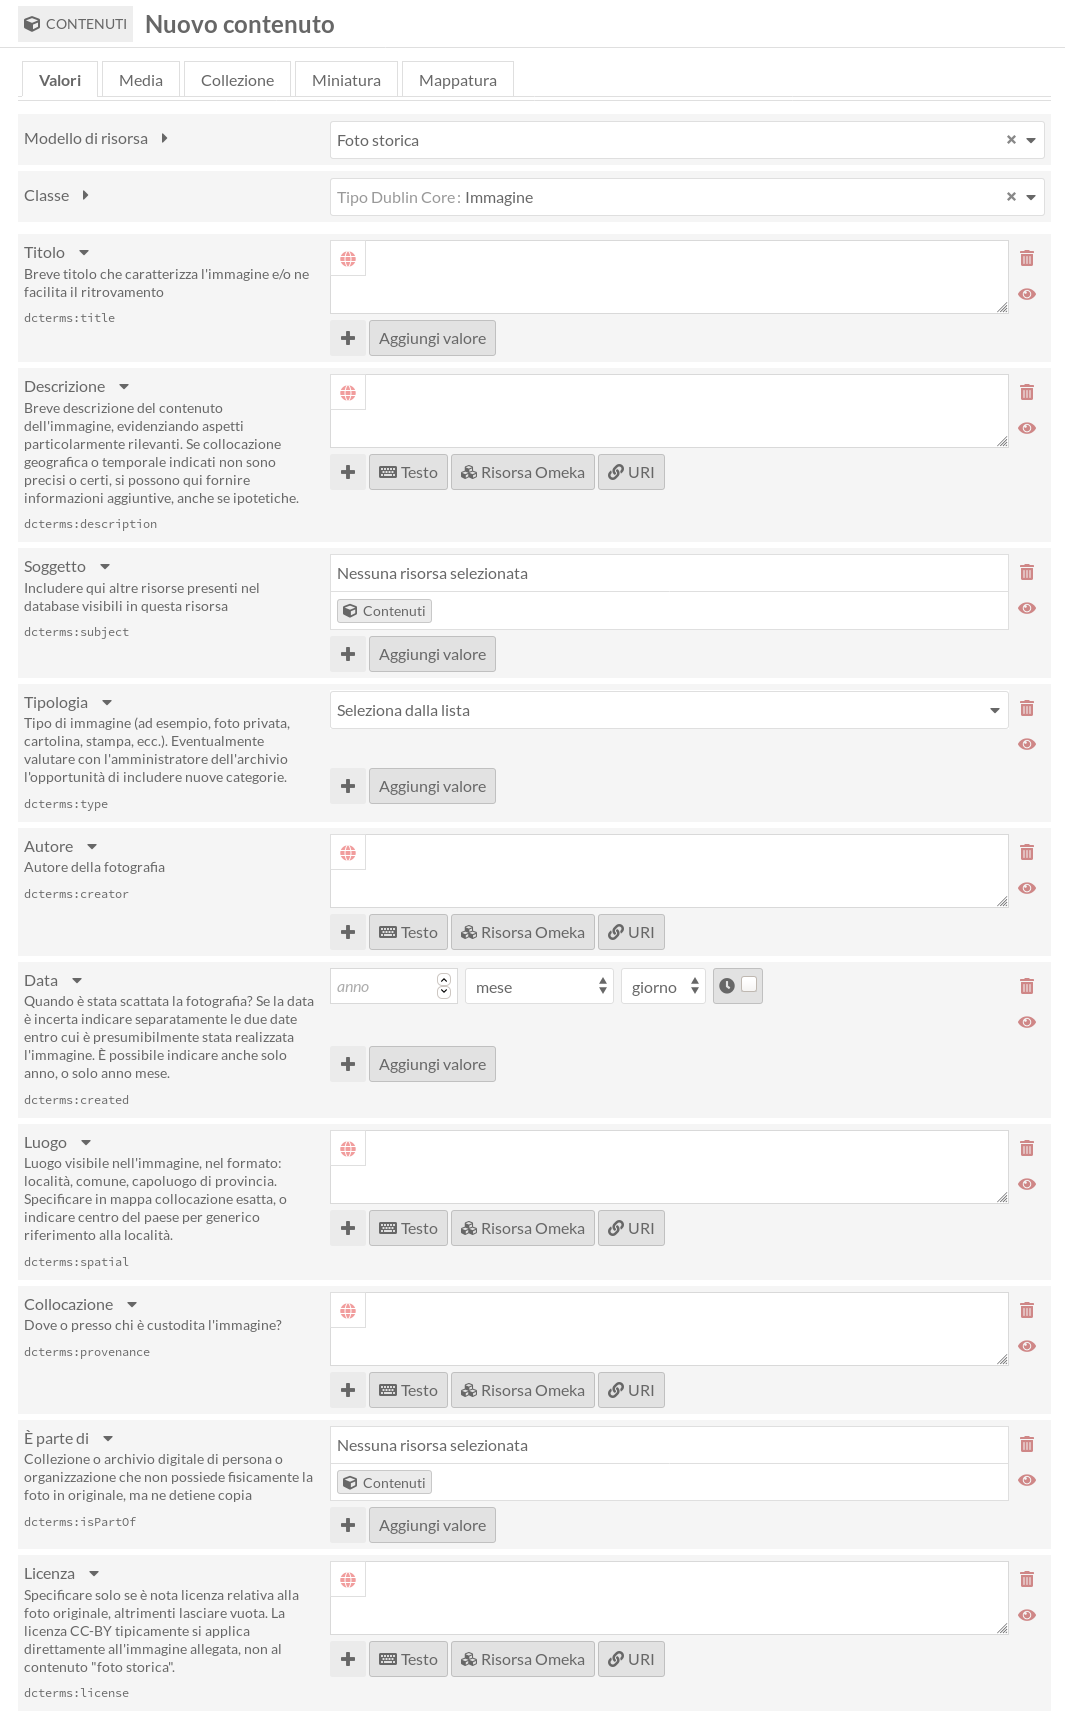 CONTENUTI Nuovo contenuto
Valori Media Collezione Miniatura Mappatura
Modello di risorsa
Foto storica
Classe
Tipo Dublin Core: Immagine
Titolo
Breve titolo che caratterizza l'immagine e/o ne
facilita il ritrovamento
dcterms:title
Aggiungi valore
Descrizione
Breve descrizione del contenuto
dell'immagine, evidenziando aspetti
particolarmente rilevanti. Se collocazione
geografica o temporale indicati non sono
precisi o certi, si possono qui fornire
informazioni aggiuntive, anche se ipotetiche.
dcterms:description
Testo Risorsa Omeka URI
Soggetto
Includere qui altre risorse presenti nel
database visibili in questa risorsa
dcterms:subject
Nessuna risorsa selezionata
Contenuti
Aggiungi valore
Tipologia
Tipo di immagine (ad esempio, foto privata,
cartolina, stampa, ecc.). Eventualmente
valutare con l'amministratore dell'archivio
l'opportunità di includere nuove categorie.
dcterms:type
Seleziona dalla lista
Aggiungi valore
Autore
Autore della fotografia
dcterms:creator
Testo Risorsa Omeka URI
Data
Quando è stata scattata la fotografia? Se la data
è incerta indicare separatamente le due date
entro cui è presumibilmente stata realizzata
l'immagine. È possibile indicare anche solo
anno, o solo anno mese.
dcterms:created
anno mese giorno
Aggiungi valore
Luogo
Luogo visibile nell'immagine, nel formato:
località, comune, capoluogo di provincia.
Specificare in mappa collocazione esatta, o
indicare centro del paese per generico
riferimento alla località.
dcterms:spatial
Testo Risorsa Omeka URI
Collocazione
Dove o presso chi è custodita l'immagine?
dcterms:provenance
Testo Risorsa Omeka URI
È parte di
Collezione o archivio digitale di persona o
organizzazione che non possiede fisicamente la
foto in originale, ma ne detiene copia
dcterms:isPartOf
Nessuna risorsa selezionata
Contenuti
Aggiungi valore
Licenza
Specificare solo se è nota licenza relativa alla
foto originale, altrimenti lasciare vuota. La
licenza CC-BY tipicamente si applica
direttamente all'immagine allegata, non al
contenuto "foto storica".
dcterms:license
Testo Risorsa Omeka URI